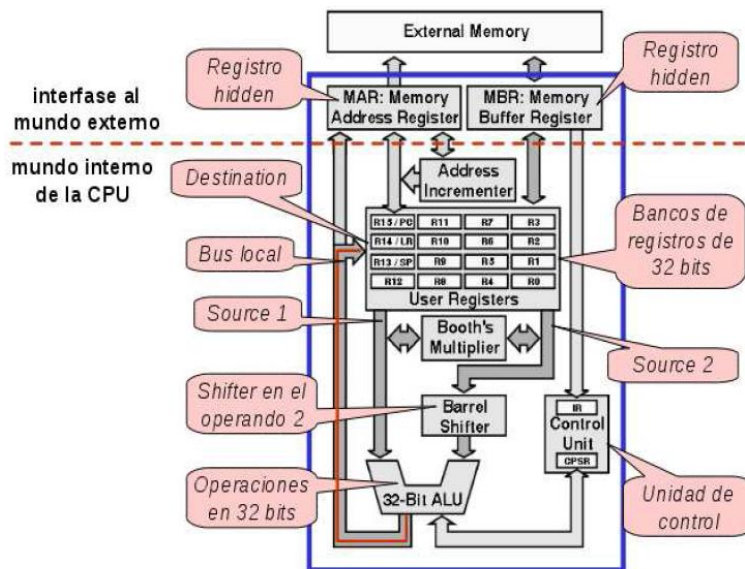 External Memory
Registro
hidden
MAR: Memory
Address Register
MBR: Memory
Buffer Register
Registro
hidden
interfase al
mundo externo
mundo interno
de la CPU
Destination
Address
Incrementer
Bus local
R15 / PC R11 R7 R3
R14 / LR R10 R6 R2
R13 / SP R9 R5 R1
R12 R8 R4 R0
User Registers
Bancos de
registros de
32 bits
Source 1
Booth's
Multiplier
Source 2
Shifter en el
operando 2
Barrel
Shifter
IR
Control
Unit
CPSR
Operaciones
en 32 bits
32-Bit ALU
Unidad de
control